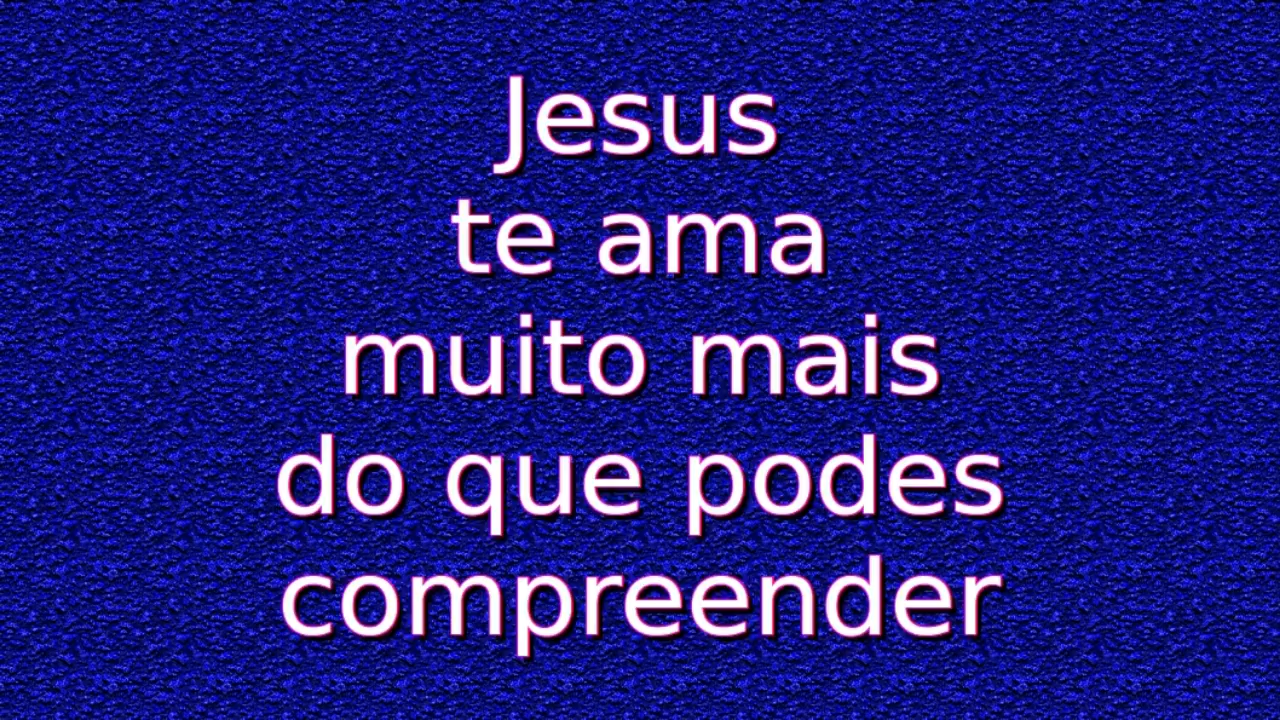 Jesus
te ama
muito mais
do que podes
compreender